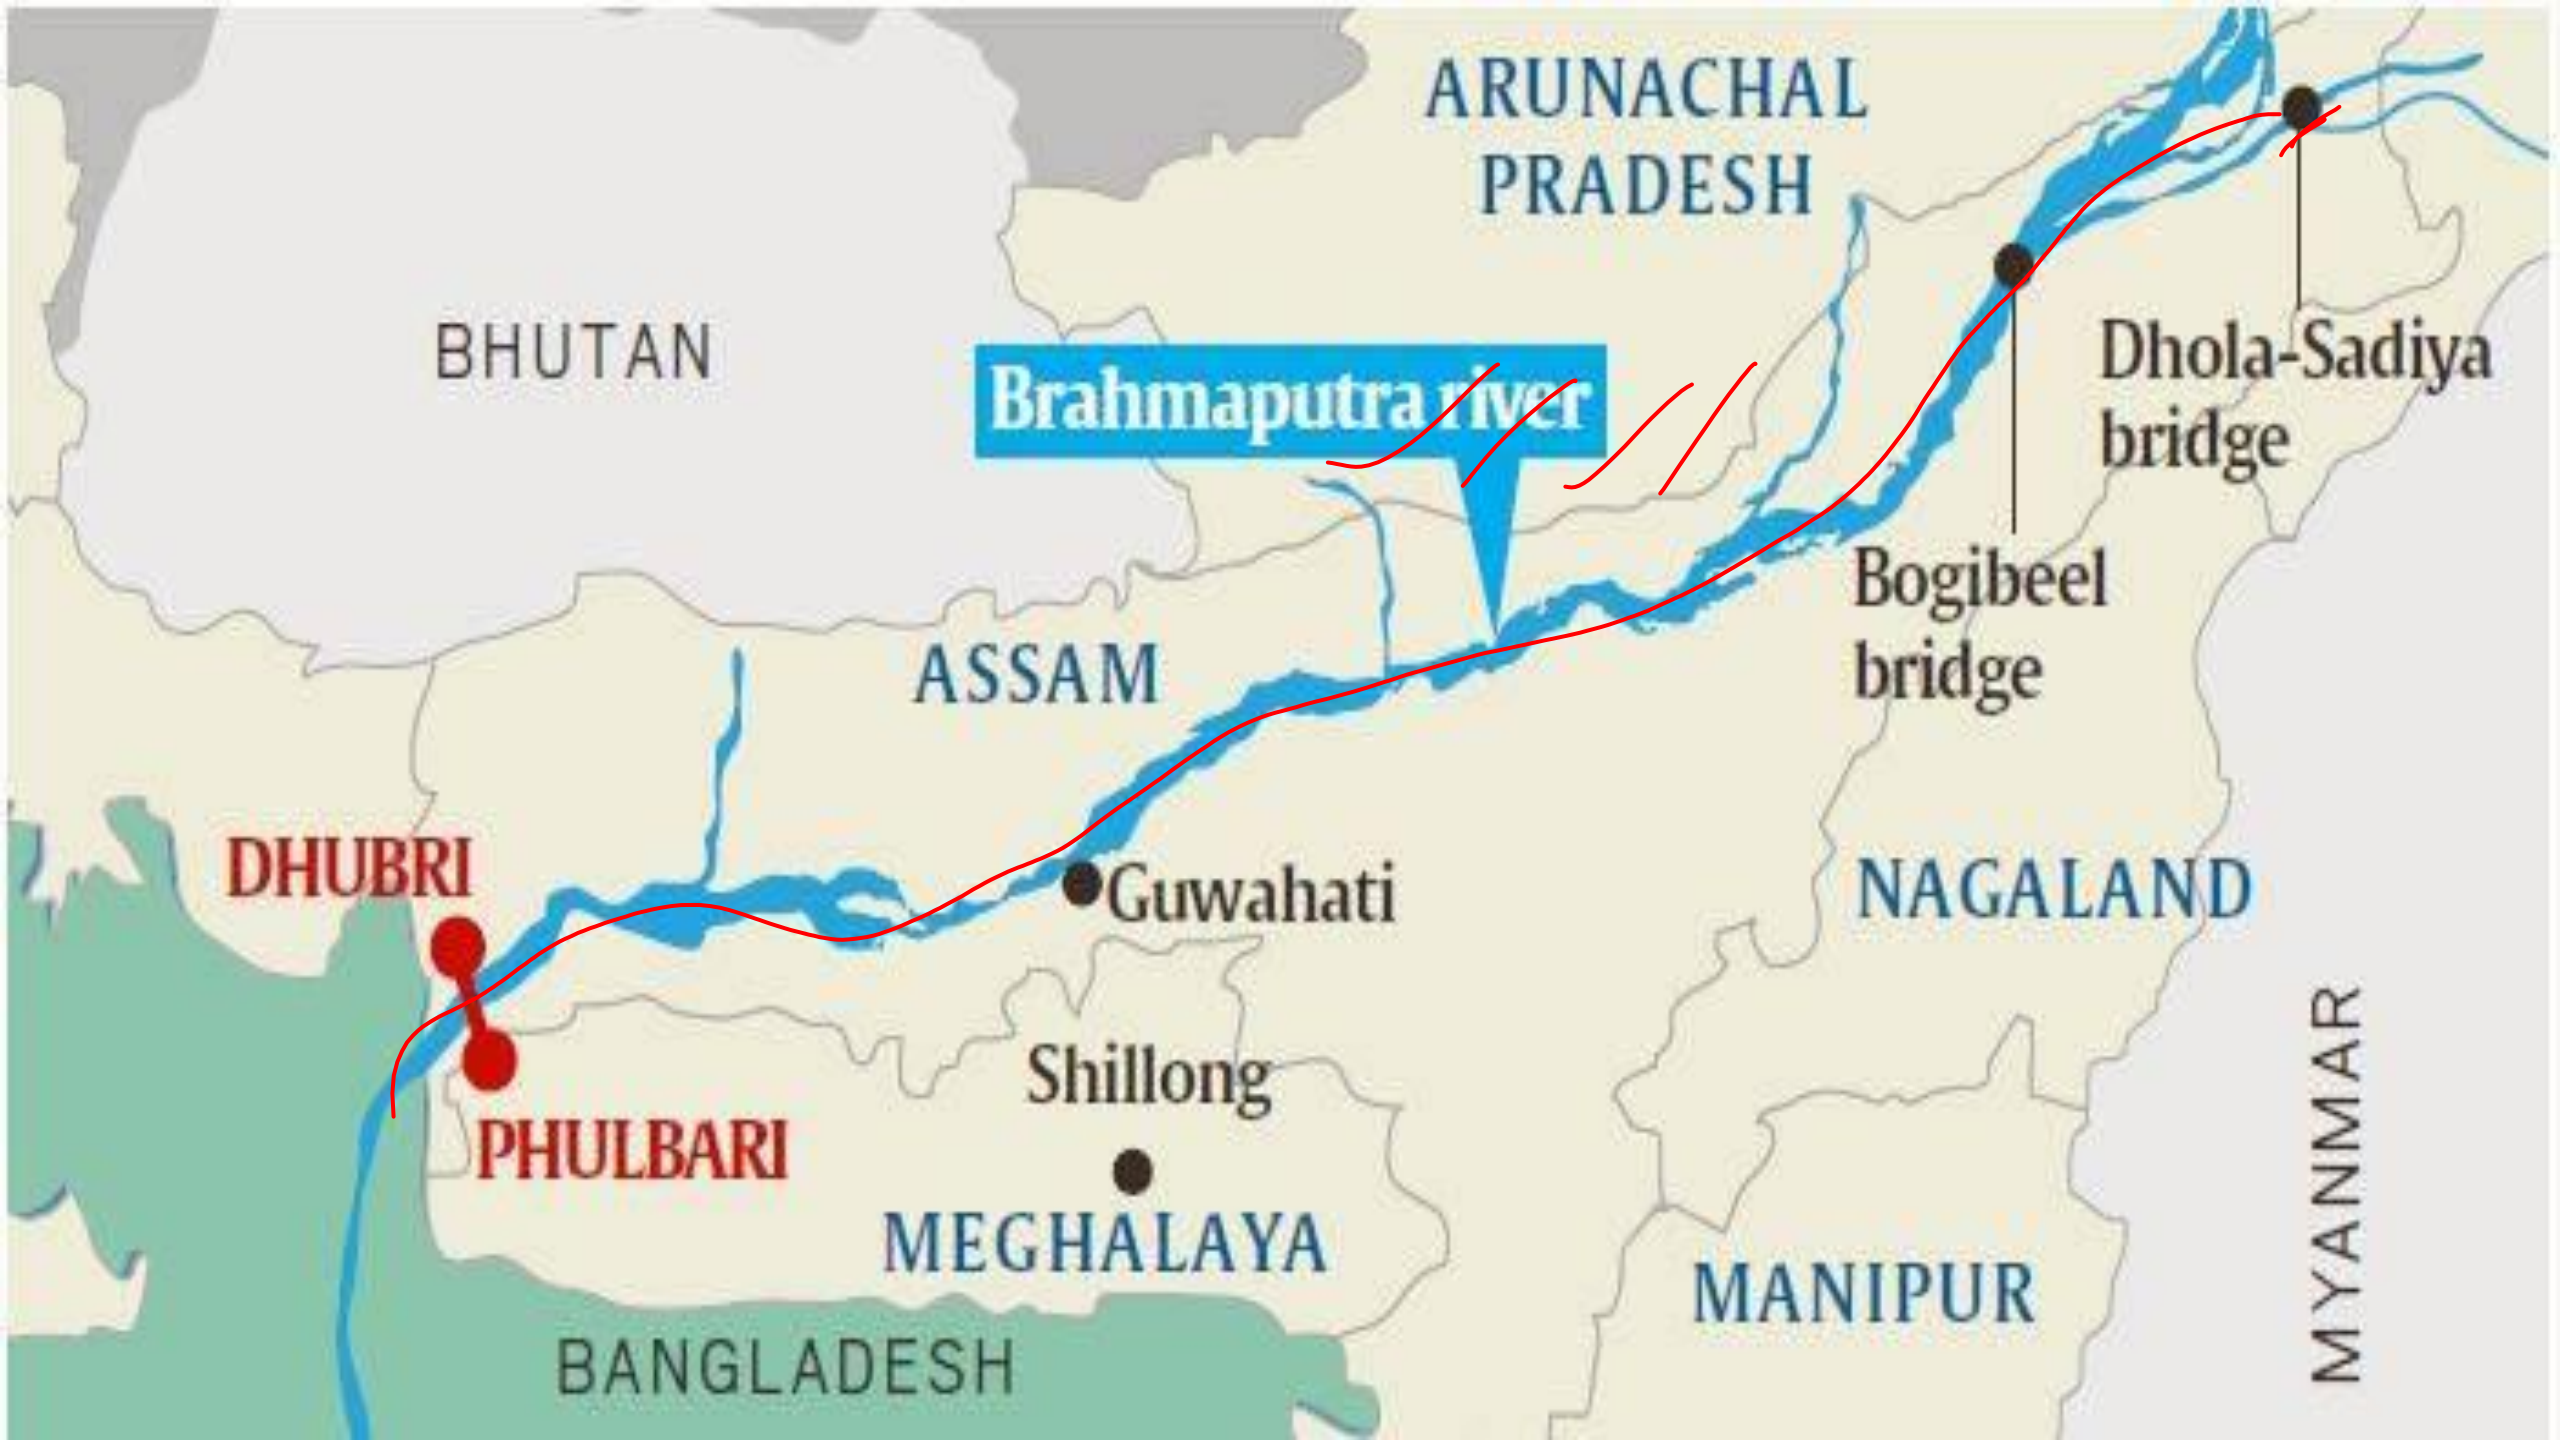 ARUNACHAL
PRADESH
BHUTAN
Brahmaputra river
Dhola-Sadiya
bridge
Bogibeel
bridge
ASSAM
DHUBRI
Guwahati
NAGALAND
Shillong
PHULBARI
MEGHALAYA
MANIPUR
MYANMAR
BANGLADESH